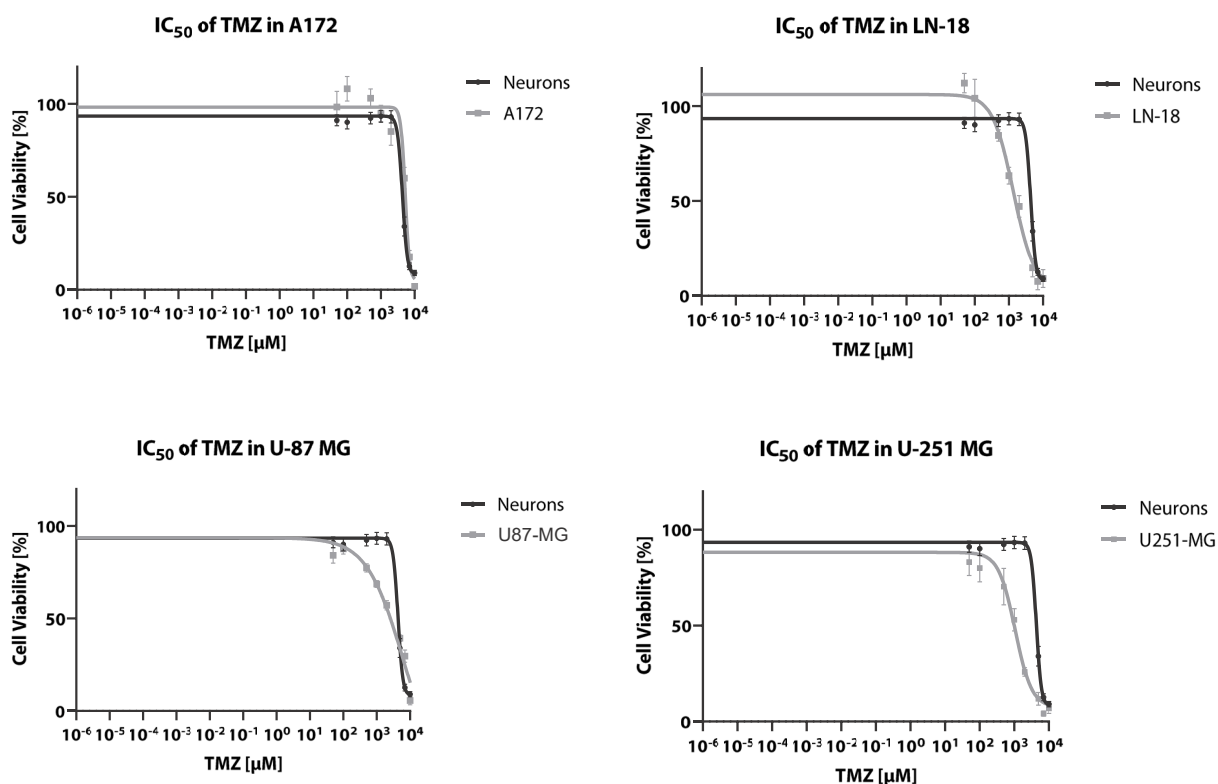 IC₅₀ of TMZ in A172
Neurons
A172
Cell Viability [%]
100
50
0
10⁻⁶ 10⁻⁵ 10⁻⁴ 10⁻³ 10⁻² 10⁻¹ 10⁰ 10¹ 10² 10³ 10⁴
TMZ [µM]
IC₅₀ of TMZ in LN-18
Neurons
LN-18
Cell Viability [%]
100
50
0
10⁻⁶ 10⁻⁵ 10⁻⁴ 10⁻³ 10⁻² 10⁻¹ 10⁰ 10¹ 10² 10³ 10⁴
TMZ [µM]
IC₅₀ of TMZ in U-87 MG
Neurons
U87-MG
Cell Viability [%]
100
50
0
10⁻⁶ 10⁻⁵ 10⁻⁴ 10⁻³ 10⁻² 10⁻¹ 10⁰ 10¹ 10² 10³ 10⁴
TMZ [µM]
IC₅₀ of TMZ in U-251 MG
Neurons
U251-MG
Cell Viability [%]
100
50
0
10⁻⁶ 10⁻⁵ 10⁻⁴ 10⁻³ 10⁻² 10⁻¹ 10⁰ 10¹ 10² 10³ 10⁴
TMZ [µM]